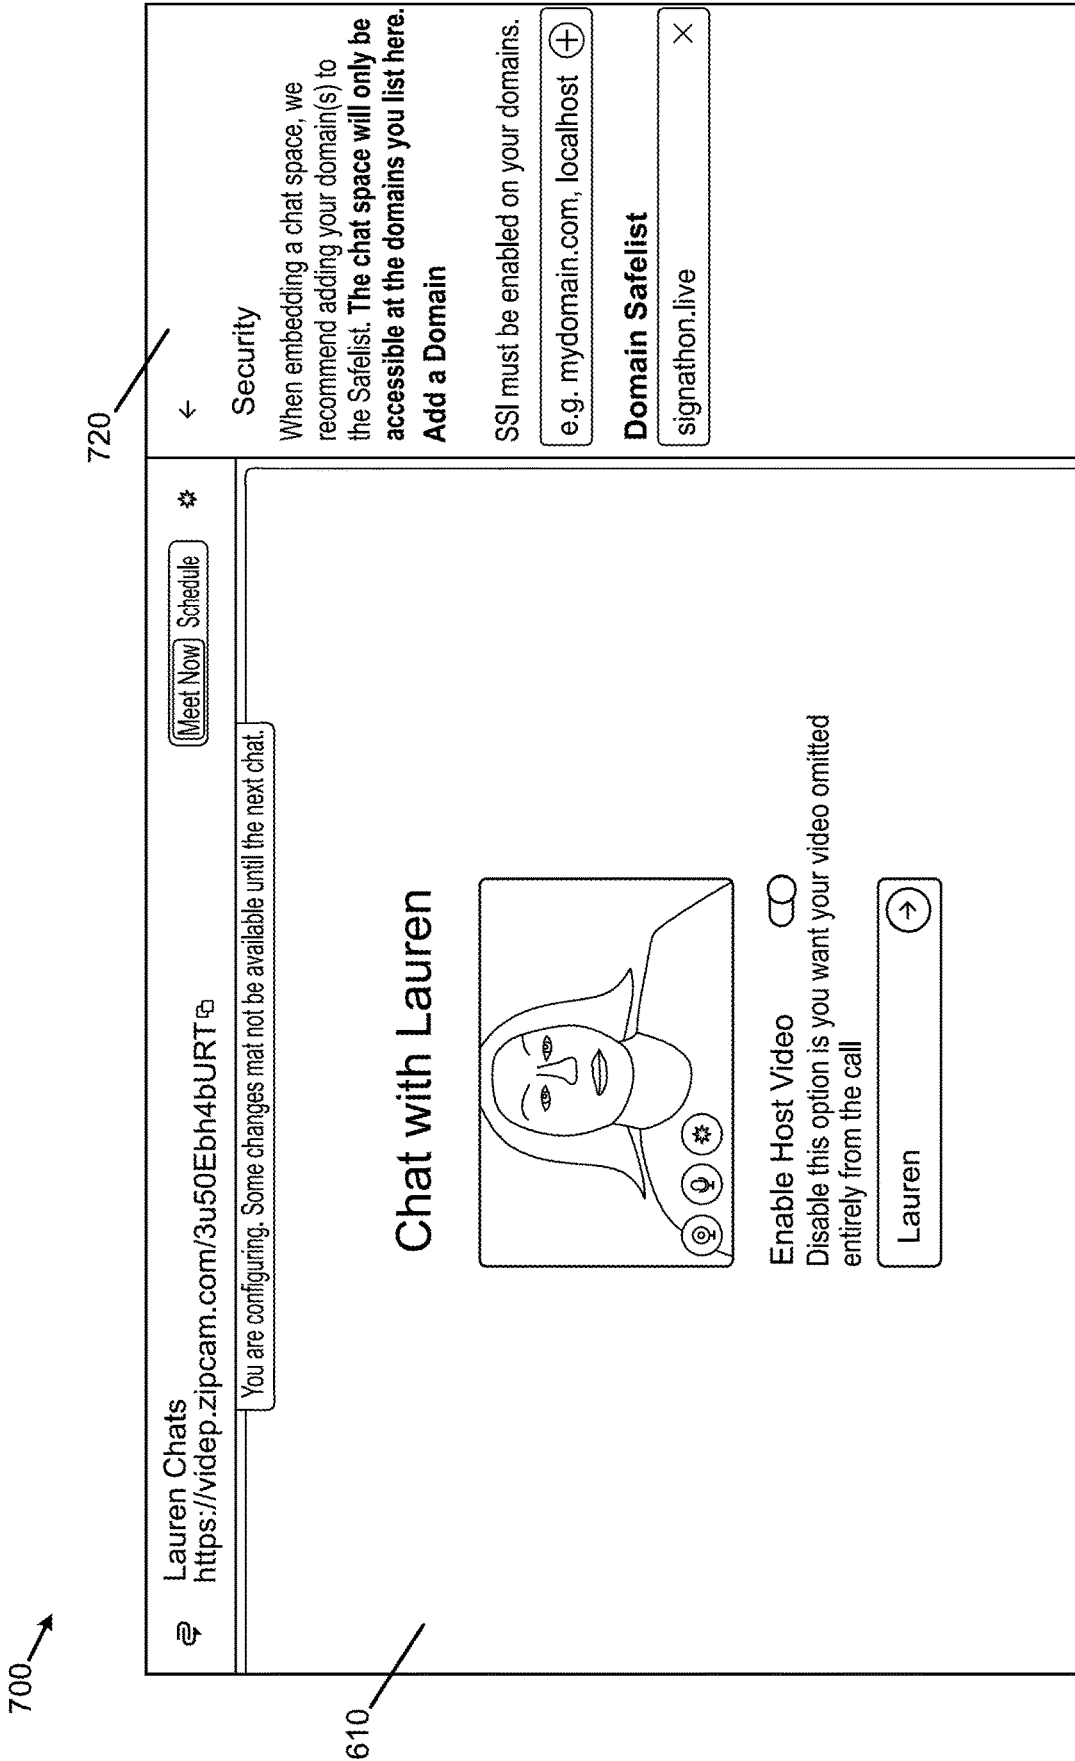 700
610
720
Lauren Chats
https://videp.zipcam.com/3u50Ebh4bURT
Meet Now Schedule
You are configuring. Some changes mat not be available until the next chat.
Chat with Lauren
Enable Host Video
Disable this option is you want your video omitted
entirely from the call
Lauren
Security
When embedding a chat space, we
recommend adding your domain(s) to
the Safelist. The chat space will only be
accessible at the domains you list here.
Add a Domain
SSI must be enabled on your domains.
e.g. mydomain.com, localhost
Domain Safelist
signathon.live